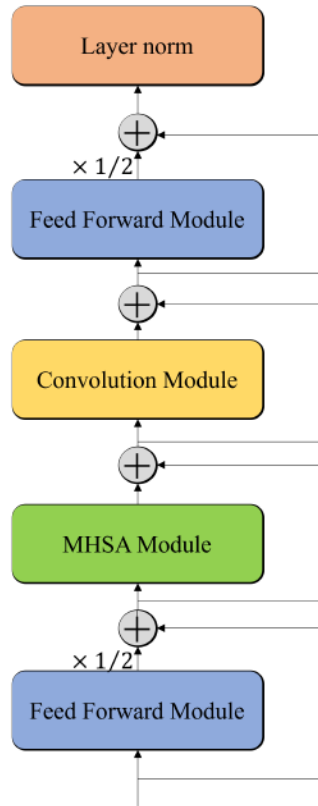 Layer norm
× 1/2
Feed Forward Module
Convolution Module
MHSA Module
× 1/2
Feed Forward Module